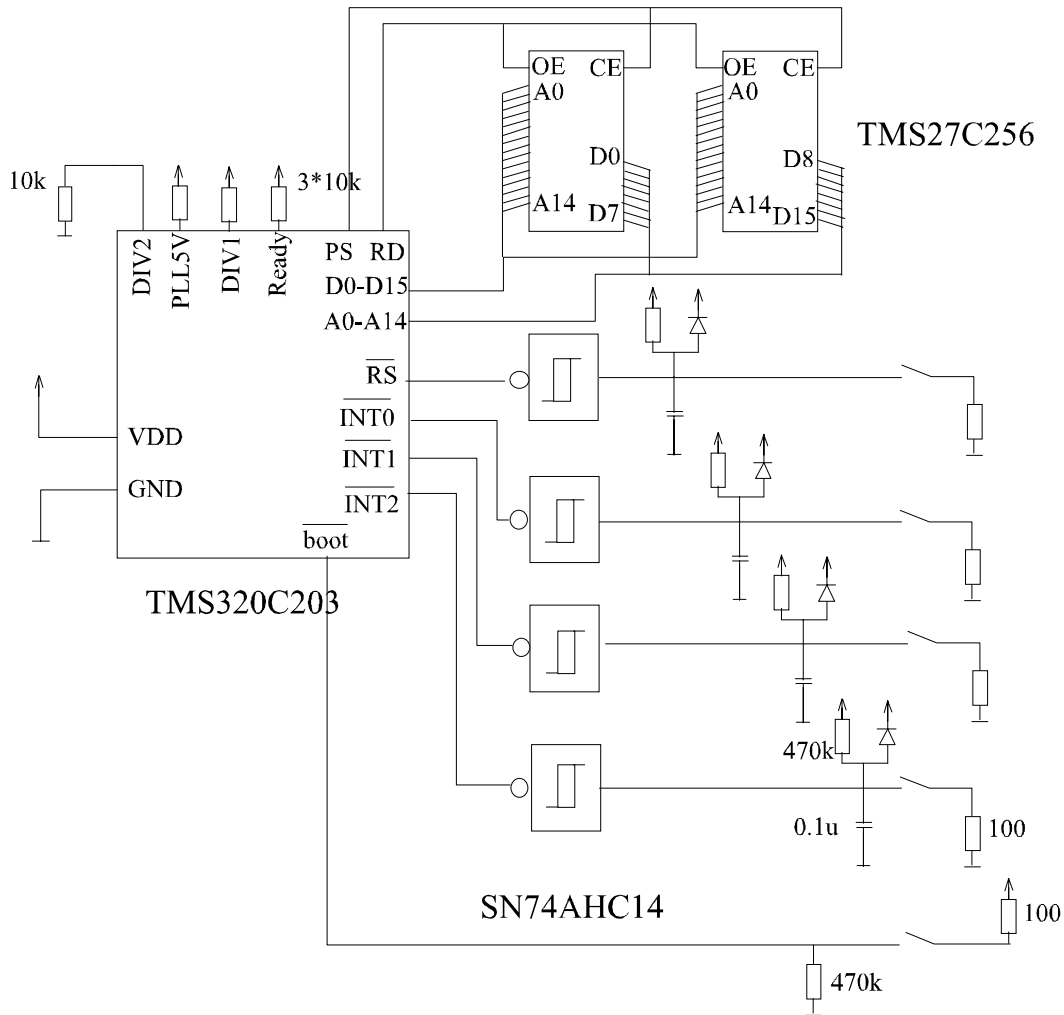 OE CE
A0
A14
D0
D7
OE CE
A0
A14
D8
D15
TMS27C256
10k
3*10k
DIV2
PLL5V
DIV1
Ready
PS RD
D0-D15
A0-A14
RS
INT0
INT1
INT2
VDD
GND
boot
TMS320C203
470k
0.1u
100
SN74AHC14
100
470k